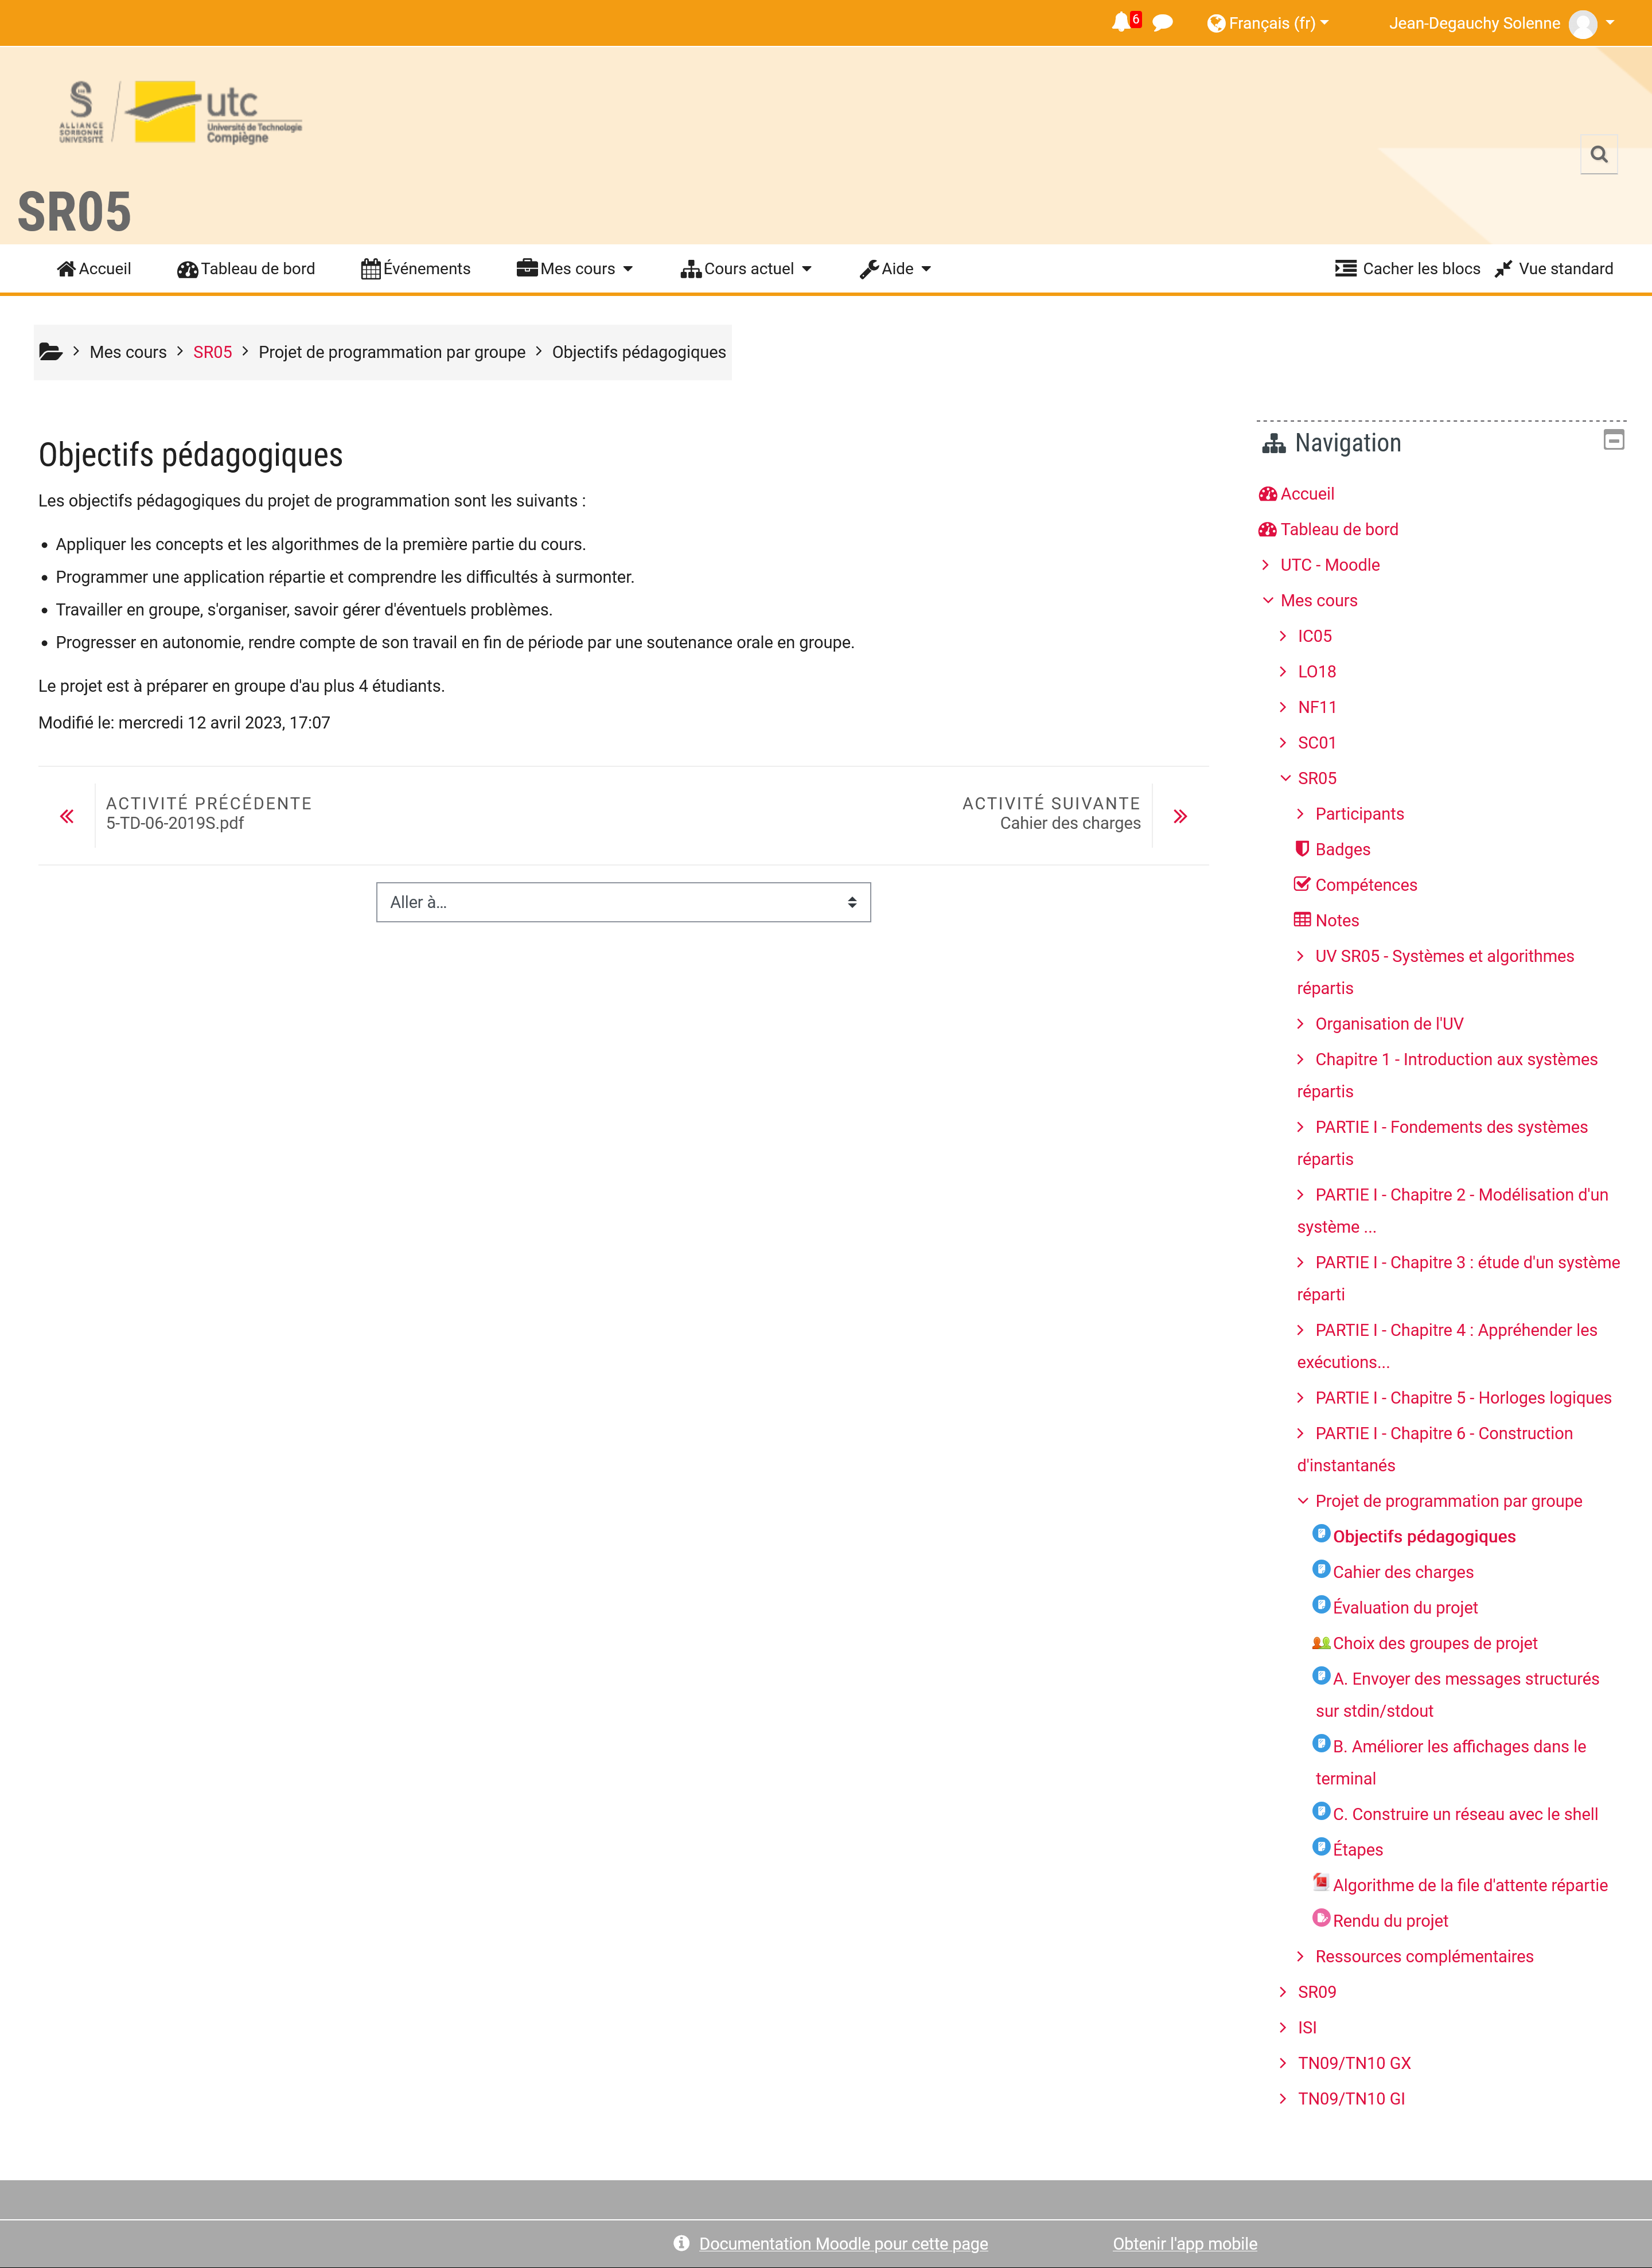 6 Français (fr) Jean-Degauchy Solenne
S
ALLIANCE
SORBONNE
UNIVERSITÉ
utc
Université de Technologie
Compiègne
SR05
Accueil Tableau de bord Événements Mes cours Cours actuel Aide Cacher les blocs Vue standard
Mes cours SR05 Projet de programmation par groupe Objectifs pédagogiques
Objectifs pédagogiques
Les objectifs pédagogiques du projet de programmation sont les suivants :
• Appliquer les concepts et les algorithmes de la première partie du cours.
• Programmer une application répartie et comprendre les difficultés à surmonter.
• Travailler en groupe, s'organiser, savoir gérer d'éventuels problèmes.
• Progresser en autonomie, rendre compte de son travail en fin de période par une soutenance orale en groupe.
Le projet est à préparer en groupe d'au plus 4 étudiants.
Modifié le: mercredi 12 avril 2023, 17:07
ACTIVITÉ PRÉCÉDENTE
5-TD-06-2019S.pdf
ACTIVITÉ SUIVANTE
Cahier des charges
Aller à…
Navigation
Accueil
Tableau de bord
UTC - Moodle
Mes cours
IC05
LO18
NF11
SC01
SR05
Participants
Badges
Compétences
Notes
UV SR05 - Systèmes et algorithmes
répartis
Organisation de l'UV
Chapitre 1 - Introduction aux systèmes
répartis
PARTIE I - Fondements des systèmes
répartis
PARTIE I - Chapitre 2 - Modélisation d'un
système ...
PARTIE I - Chapitre 3 : étude d'un système
réparti
PARTIE I - Chapitre 4 : Appréhender les
exécutions...
PARTIE I - Chapitre 5 - Horloges logiques
PARTIE I - Chapitre 6 - Construction
d'instantanés
Projet de programmation par groupe
Objectifs pédagogiques
Cahier des charges
Évaluation du projet
Choix des groupes de projet
A. Envoyer des messages structurés
sur stdin/stdout
B. Améliorer les affichages dans le
terminal
C. Construire un réseau avec le shell
Étapes
Algorithme de la file d'attente répartie
Rendu du projet
Ressources complémentaires
SR09
ISI
TN09/TN10 GX
TN09/TN10 GI
Documentation Moodle pour cette page Obtenir l'app mobile